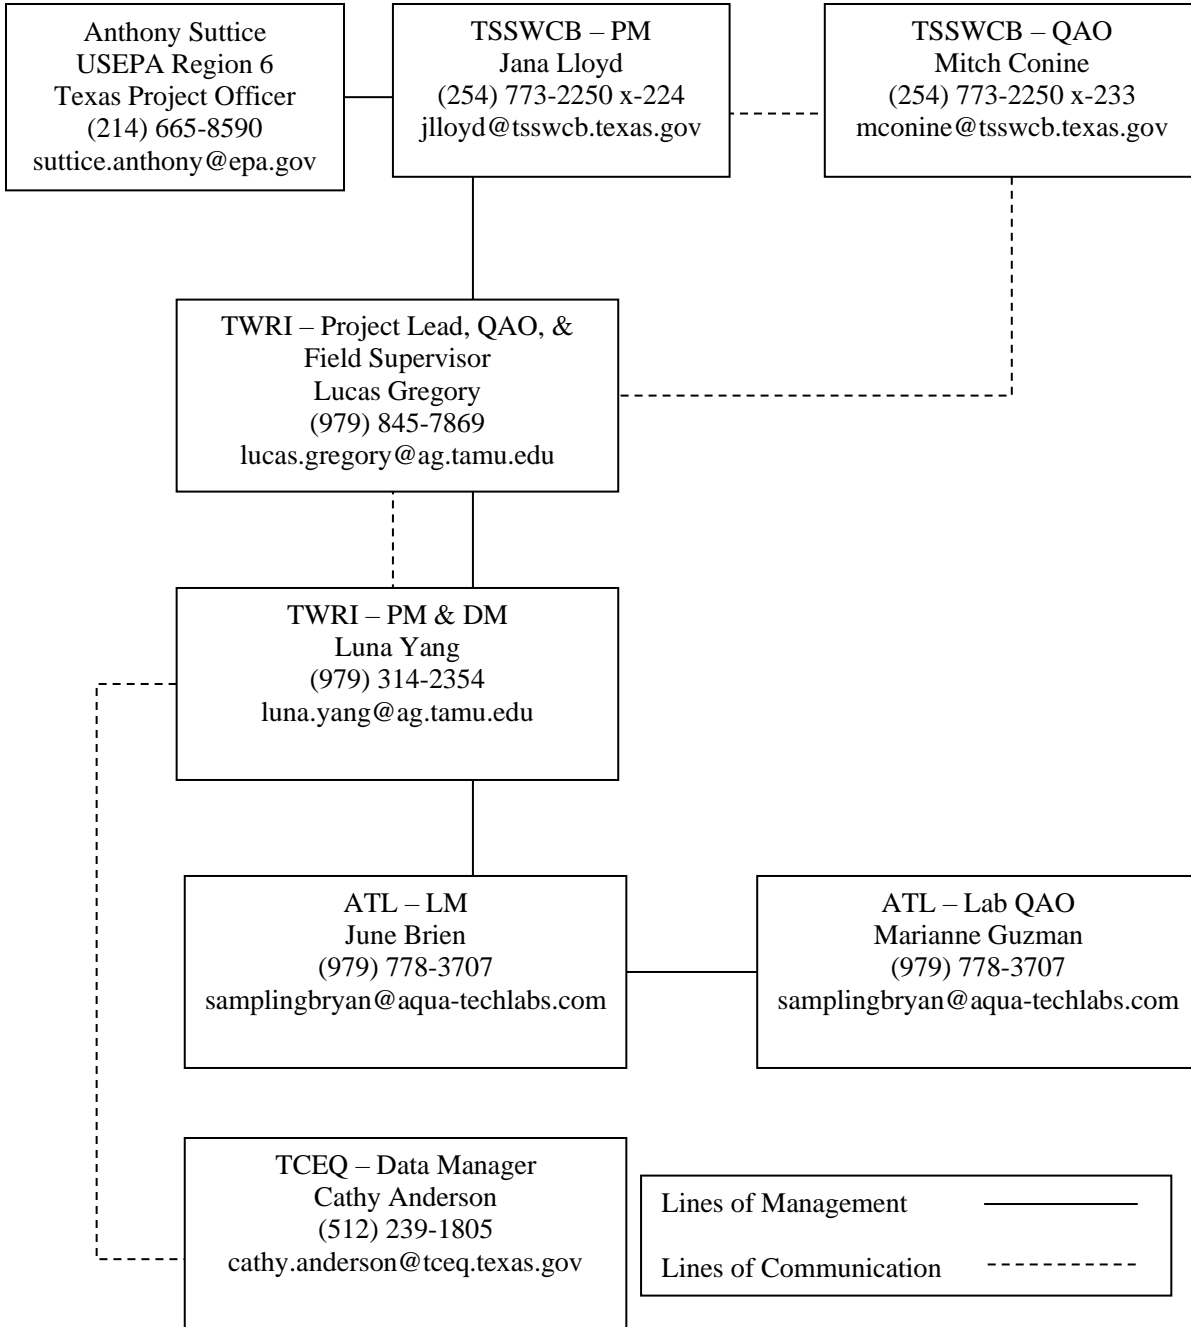 Anthony Suttice
USEPA Region 6
Texas Project Officer
(214) 665-8590
suttice.anthony@epa.gov
TSSWCB – PM
Jana Lloyd
(254) 773-2250 x-224
jlloyd@tsswcb.texas.gov
TSSWCB – QAO
Mitch Conine
(254) 773-2250 x-233
mconine@tsswcb.texas.gov
TWRI – Project Lead, QAO, &
Field Supervisor
Lucas Gregory
(979) 845-7869
lucas.gregory@ag.tamu.edu
TWRI – PM & DM
Luna Yang
(979) 314-2354
luna.yang@ag.tamu.edu
ATL – LM
June Brien
(979) 778-3707
samplingbryan@aqua-techlabs.com
ATL – Lab QAO
Marianne Guzman
(979) 778-3707
samplingbryan@aqua-techlabs.com
TCEQ – Data Manager
Cathy Anderson
(512) 239-1805
cathy.anderson@tceq.texas.gov
Lines of Management
Lines of Communication